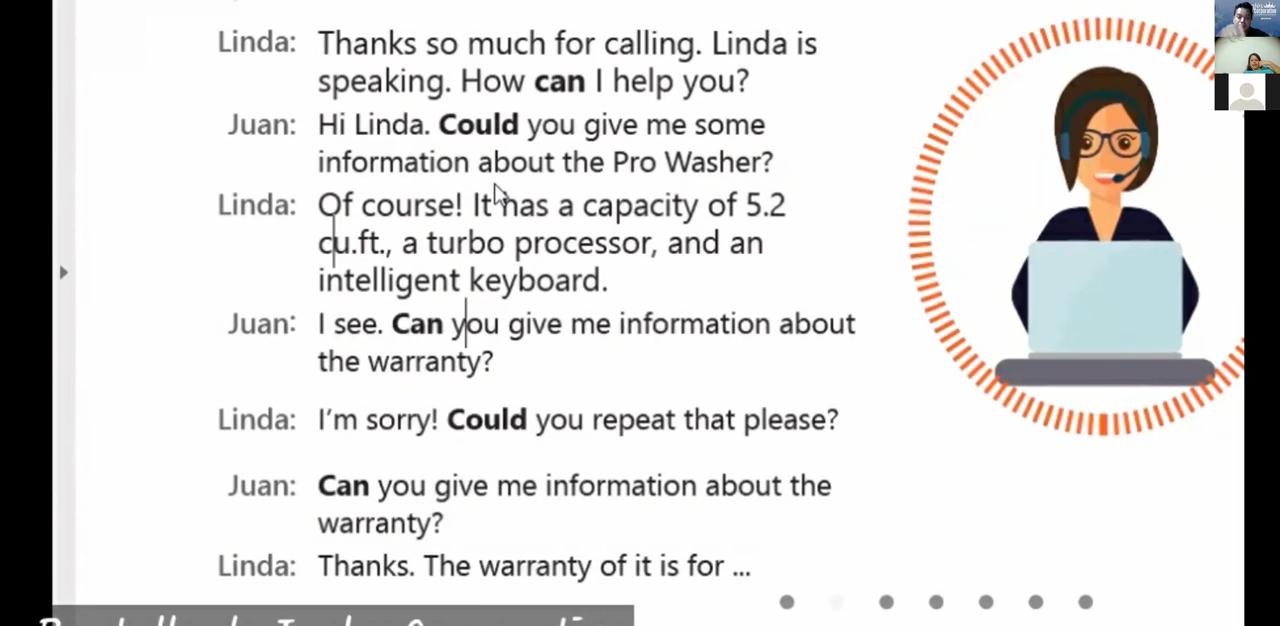 Linda: Thanks so much for calling. Linda is
speaking. How can I help you?
Juan: Hi Linda. Could you give me some
information about the Pro Washer?
Linda: Of course! It has a capacity of 5.2
cu.ft., a turbo processor, and an
intelligent keyboard.
Juan: I see. Can you give me information about
the warranty?
Linda: I'm sorry! Could you repeat that please?
Juan: Can you give me information about the
warranty?
Linda: Thanks. The warranty of it is for ...